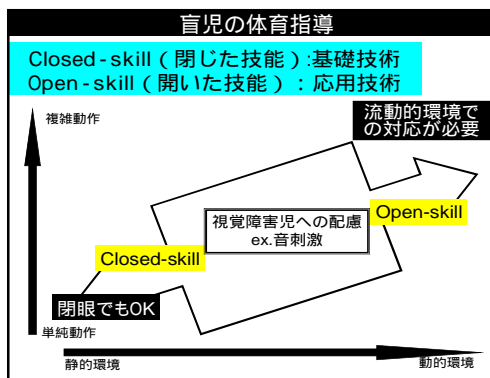 盲児の体育指導
Closed-skill(閉じた技能):基礎技術
Open-skill(開いた技能):応用技術
複雑動作
流動的環境で
の対応が必要
視覚障害児への配慮
ex.音刺激
Open-skill
Closed-skill
閉眼でもOK
単純動作
静的環境
動的環境